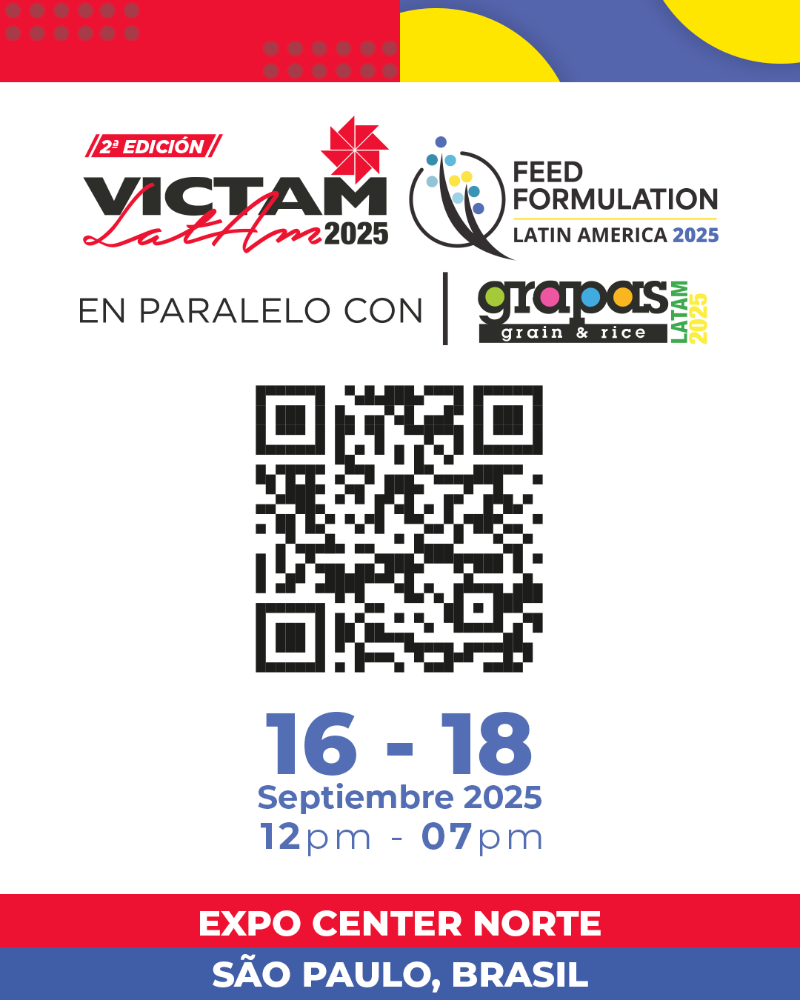 2ª EDICIÓN
VICTAM
LatAm 2025
FEED
FORMULATION
LATIN AMERICA 2025
EN PARALELO CON
grapas
grain & rice
LATAM
2025
16 - 18
Septiembre 2025
12pm - 07pm
EXPO CENTER NORTE
SÃO PAULO, BRASIL